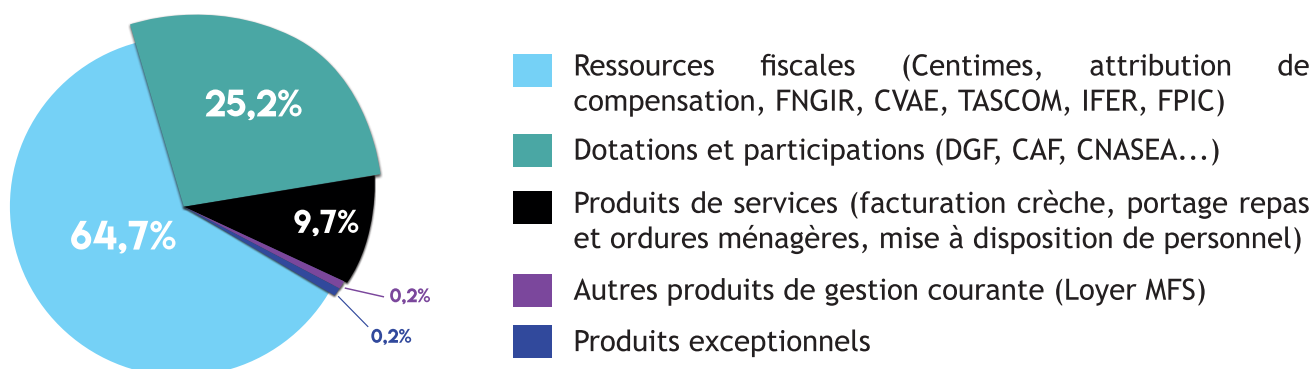 25,2%
9,7%
64,7%
0,2%
0,2%
Ressources fiscales (Centimes, attribution de
compensation, FNGIR, CVAE, TASCOM, IFER, FPIC)
Dotations et participations (DGF, CAF, CNASEA...)
Produits de services (facturation crèche, portage repas
et ordures ménagères, mise à disposition de personnel)
Autres produits de gestion courante (Loyer MFS)
Produits exceptionnels